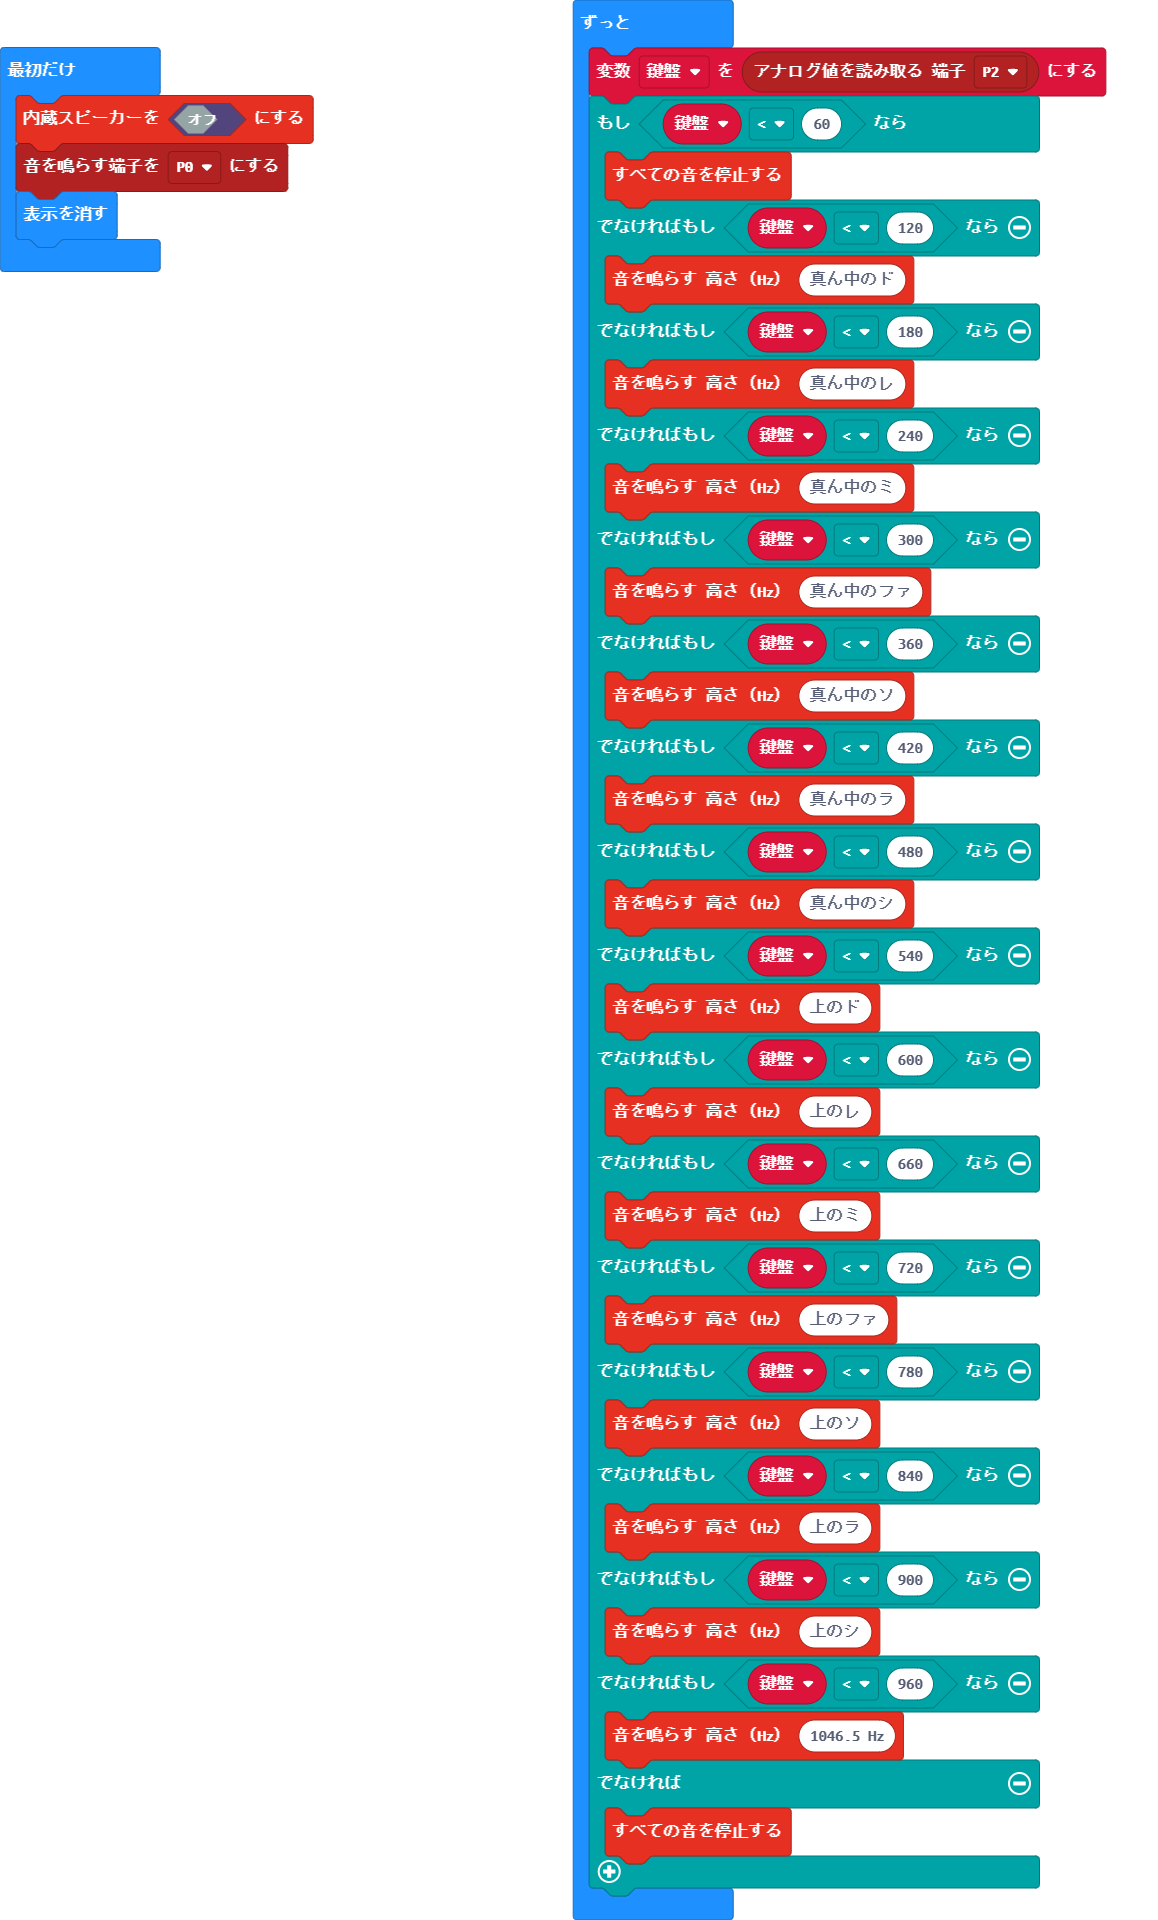 最初だけ
内蔵スピーカーを オフ にする
音を鳴らす端子を P0 にする
表示を消す
ずっと
変数 鍵盤 を アナログ値を読み取る 端子 P2 にする
もし 鍵盤 < 60 なら
すべての音を停止する
でなければもし 鍵盤 < 120 なら
音を鳴らす 高さ (Hz) 真ん中のド
でなければもし 鍵盤 < 180 なら
音を鳴らす 高さ (Hz) 真ん中のレ
でなければもし 鍵盤 < 240 なら
音を鳴らす 高さ (Hz) 真ん中のミ
でなければもし 鍵盤 < 300 なら
音を鳴らす 高さ (Hz) 真ん中のファ
でなければもし 鍵盤 < 360 なら
音を鳴らす 高さ (Hz) 真ん中のソ
でなければもし 鍵盤 < 420 なら
音を鳴らす 高さ (Hz) 真ん中のラ
でなければもし 鍵盤 < 480 なら
音を鳴らす 高さ (Hz) 真ん中のシ
でなければもし 鍵盤 < 540 なら
音を鳴らす 高さ (Hz) 上のド
でなければもし 鍵盤 < 600 なら
音を鳴らす 高さ (Hz) 上のレ
でなければもし 鍵盤 < 660 なら
音を鳴らす 高さ (Hz) 上のミ
でなければもし 鍵盤 < 720 なら
音を鳴らす 高さ (Hz) 上のファ
でなければもし 鍵盤 < 780 なら
音を鳴らす 高さ (Hz) 上のソ
でなければもし 鍵盤 < 840 なら
音を鳴らす 高さ (Hz) 上のラ
でなければもし 鍵盤 < 900 なら
音を鳴らす 高さ (Hz) 上のシ
でなければもし 鍵盤 < 960 なら
音を鳴らす 高さ (Hz) 1046.5 Hz
でなければ
すべての音を停止する